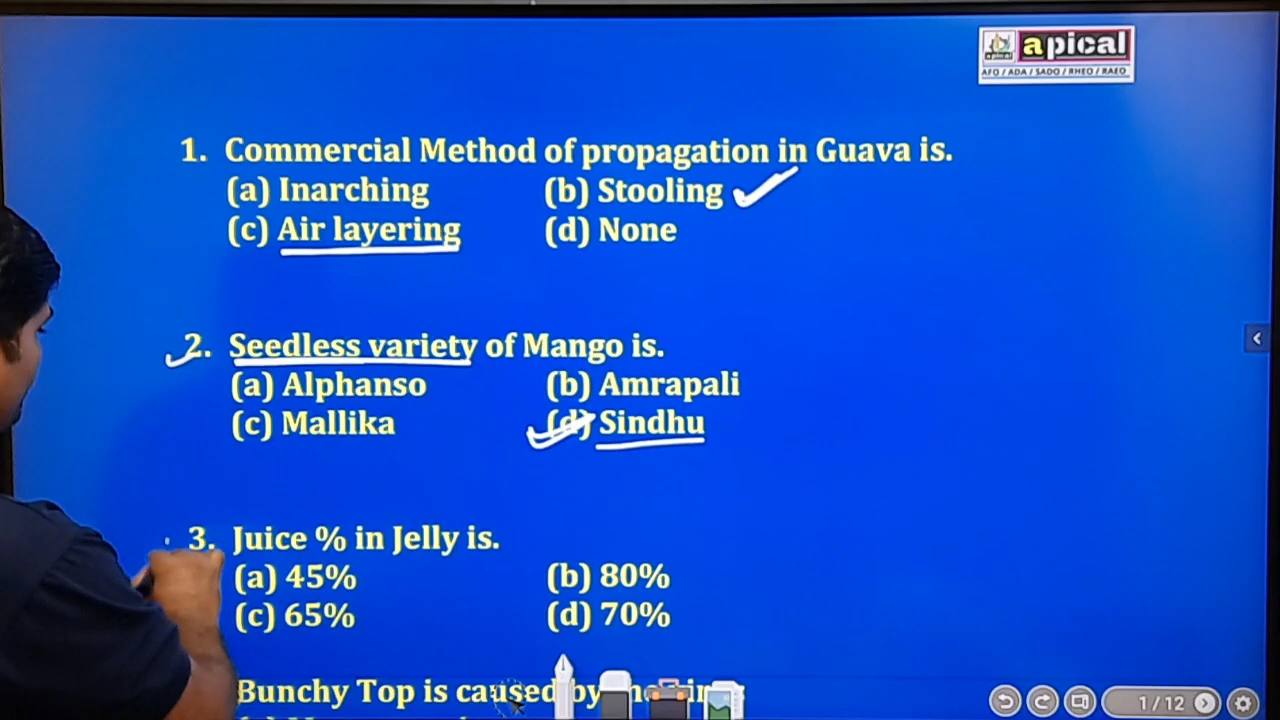 apical
AFO / ADA / SADO / RHEO / RAEO
1. Commercial Method of propagation in Guava is.
(a) Inarching (b) Stooling
(c) Air layering (d) None
2. Seedless variety of Mango is.
(a) Alphanso (b) Amrapali
(c) Mallika (d) Sindhu
3. Juice % in Jelly is.
(a) 45% (b) 80%
(c) 65% (d) 70%
Bunchy Top is caused by
1 / 12